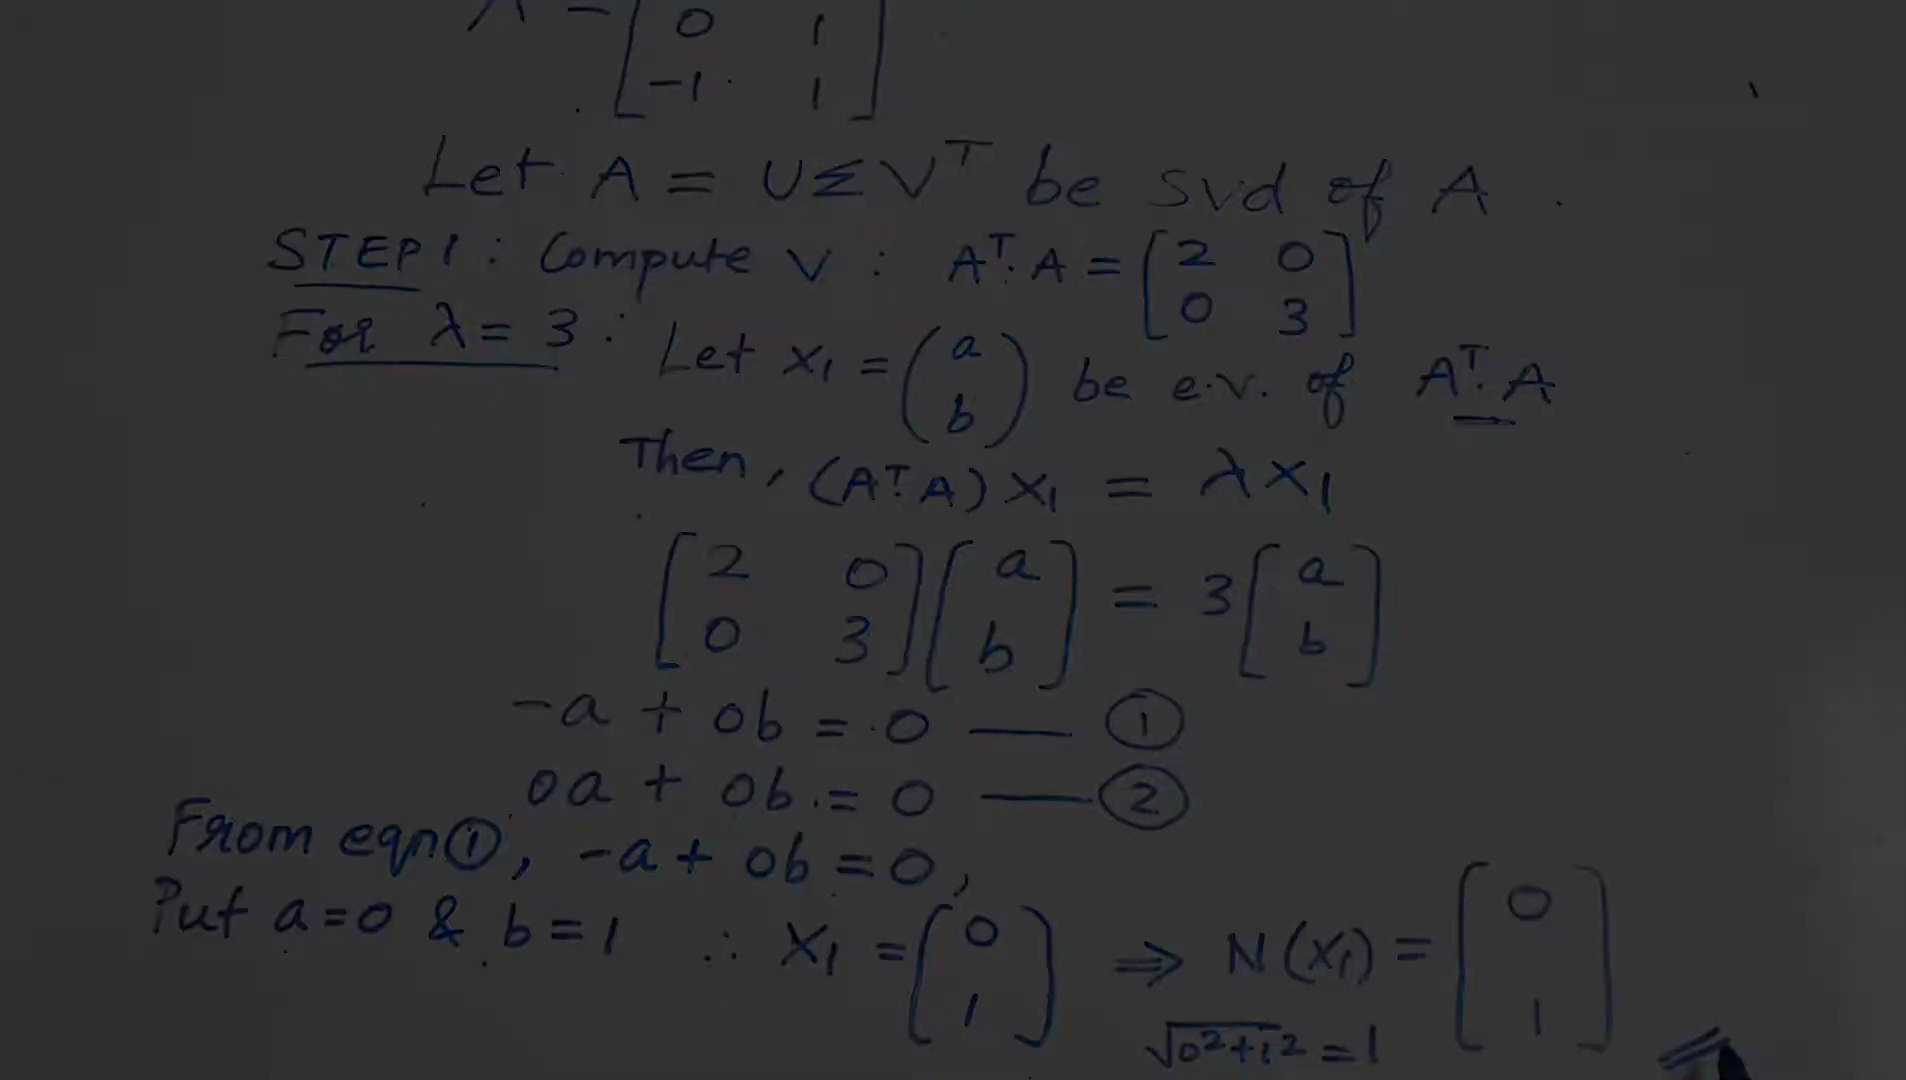 A = [0 1
-1 1]
Let A = UΣV^T be svd of A.
STEP 1: Compute V: A^T.A = [2 0
0 3]
For λ = 3: Let x₁ = (a
b) be e.v. of A^T.A
Then, (A^T.A) x₁ = λx₁
[2 0
0 3][a
b] = 3[a
b]
-a + 0b = 0 — ①
0a + 0b = 0 — ②
From eqn①, -a + 0b = 0,
Put a=0 & b=1 ∴ x₁ = (0
1) ⇒ N(x₁) = [0
1]
√0²+1² = 1